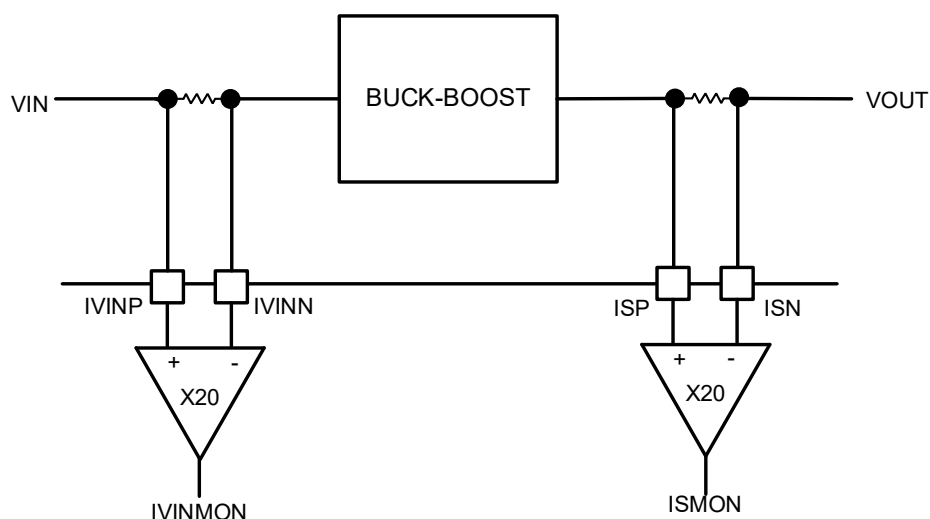 BUCK-BOOST
VIN
VOUT
IVINP
IVINN
ISP
ISN
+ -
+ -
X20
X20
IVINMON
ISMON